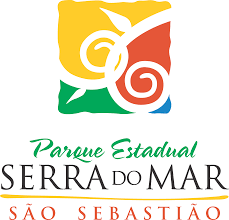 Parque Estadual
SERRA DO MAR
SÃO SEBASTIÃO